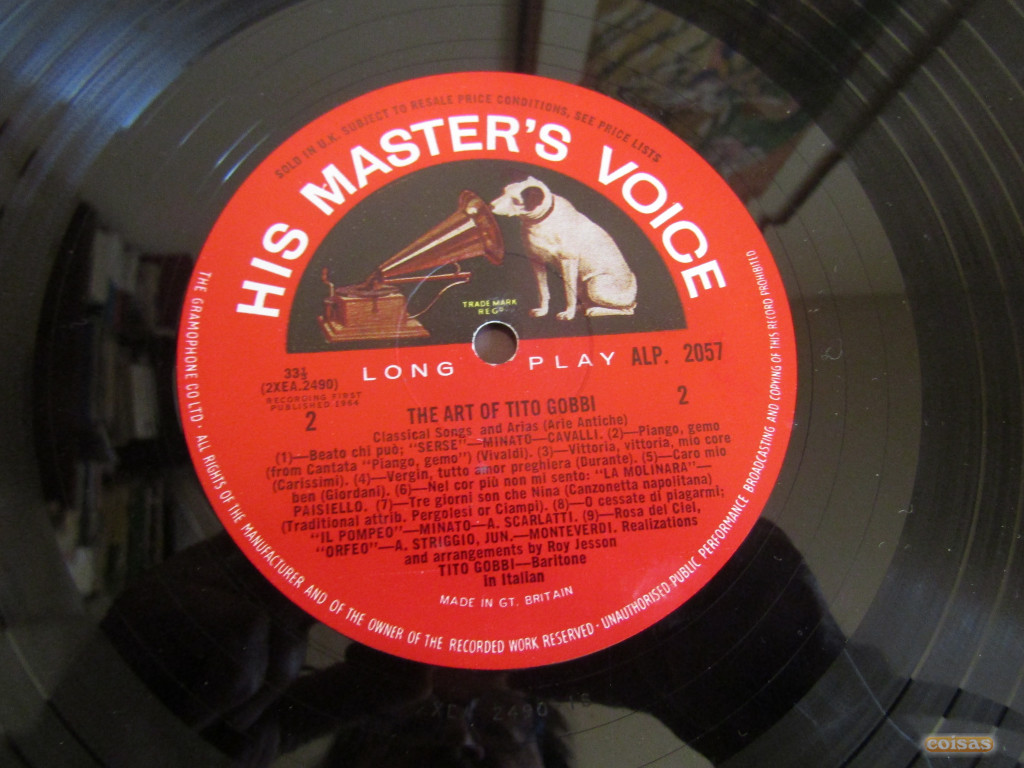 SOLD IN U.K. SUBJECT TO RESALE PRICE CONDITIONS, SEE PRICE LISTS
HIS MASTER'S VOICE
TRADE MARK
REGD
LONG PLAY
ALP. 2057
33⅓
(2XEA.2490)
RECORDING FIRST
PUBLISHED 1964
2
2
THE ART OF TITO GOBBI
Classical Songs and Arias (Arie Antiche)
(1)—Beato chi può; "SERSE"—MINATO—CAVALLI. (2)—Piango, gemo
(from Cantata "Piango, gemo") (Vivaldi). (3)—Vittoria, vittoria, mio core
(Carissimi). (4)—Vergin, tutto amor preghiera (Durante). (5)—Caro mio
ben (Giordani). (6)—Nel cor più non mi sento: "LA MOLINARA"—
PAISIELLO. (7)—Tre giorni son che Nina (Canzonetta napolitana)
(Traditional attrib. Pergolesi or Ciampi). (8)—O cessate di piagarmi;
"IL POMPEO"—MINATO—A. SCARLATTI. (9)—Rosa del Ciel,
"ORFEO"—A. STRIGGIO, JUN.—MONTEVERDI. Realizations
and arrangements by Roy Jesson
TITO GOBBI—Baritone
in Italian
MADE IN GT. BRITAIN
THE GRAMOPHONE CO LTD · ALL RIGHTS OF THE MANUFACTURER AND OF THE OWNER OF THE RECORDED WORK RESERVED · UNAUTHORISED PUBLIC PERFORMANCE BROADCASTING AND COPYING OF THIS RECORD PROHIBITED
2490
coisas